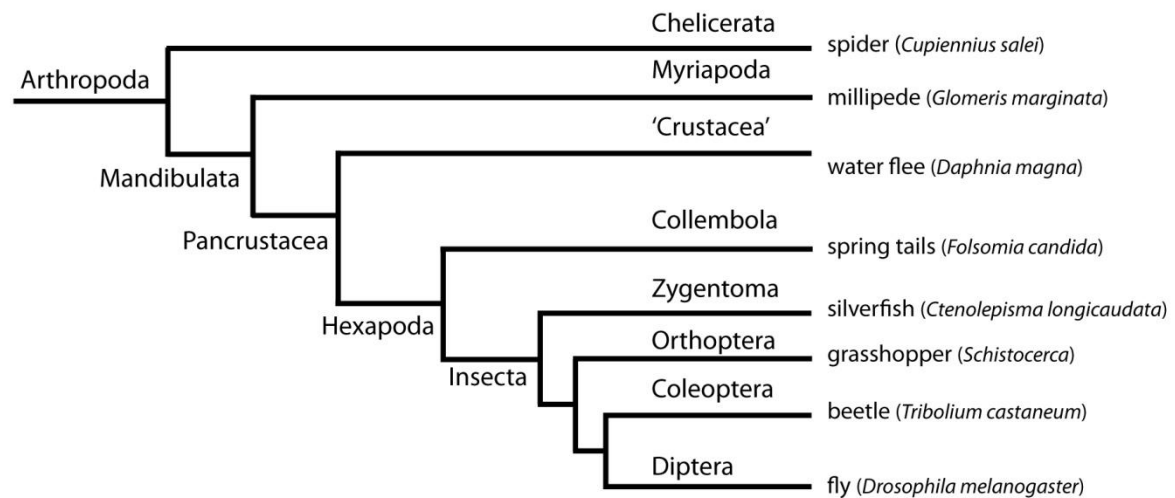 Chelicerata
spider (Cupiennius salei)
Arthropoda
Myriapoda
millipede (Glomeris marginata)
'Crustacea'
water flee (Daphnia magna)
Mandibulata
Collembola
Pancrustacea
spring tails (Folsomia candida)
Zygentoma
silverfish (Ctenolepisma longicaudata)
Hexapoda
Orthoptera
grasshopper (Schistocerca)
Insecta
Coleoptera
beetle (Tribolium castaneum)
Diptera
fly (Drosophila melanogaster)